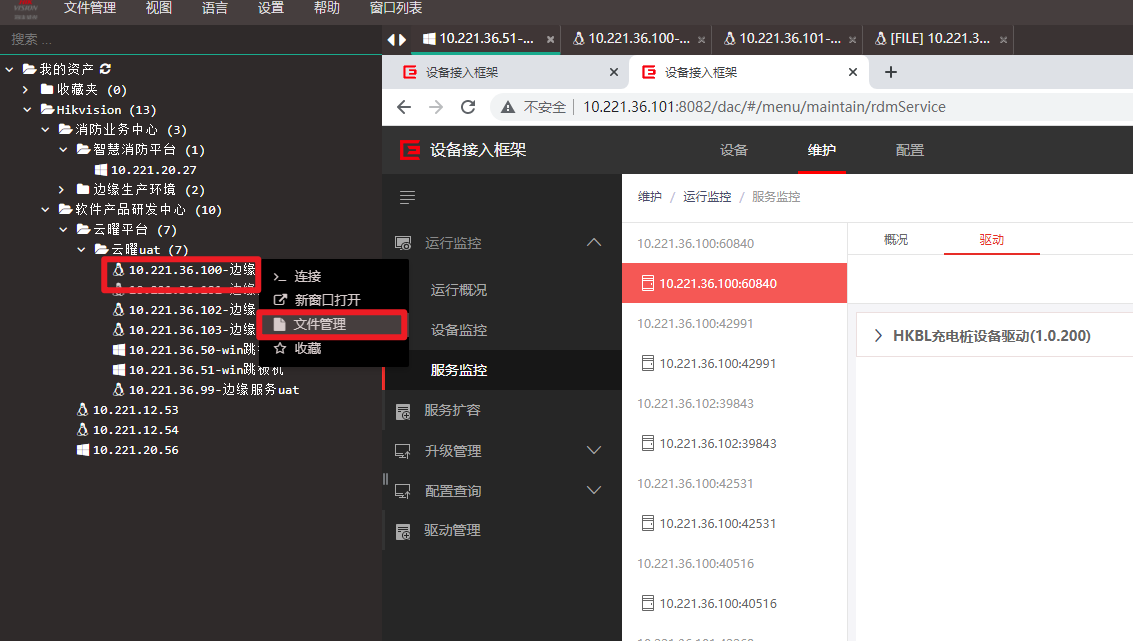 VISION
文件管理 视图 语言 设置 帮助 窗口列表
搜索 ...
我的资产
收藏夹 (0)
Hikvision (13)
消防业务中心 (3)
智慧消防平台 (1)
10.221.20.27
边缘生产环境 (2)
软件产品研发中心 (10)
云曜平台 (7)
云曜uat (7)
10.221.36.100-边缘
10.221.36.102-边缘
10.221.36.103-边缘
10.221.36.50-win跳
10.221.36.51-win跳板机
10.221.36.99-边缘服务uat
10.221.12.53
10.221.12.54
10.221.20.56
连接
新窗口打开
文件管理
收藏
10.221.36.51-... × 10.221.36.100-... × 10.221.36.101-... × [FILE] 10.221.3... ×
设备接入框架 × 设备接入框架 × +
不安全 | 10.221.36.101:8082/dac/#/menu/maintain/rdmService
设备接入框架 设备 维护 配置
运行监控
运行概况
设备监控
服务监控
服务扩容
升级管理
配置查询
驱动管理
维护 / 运行监控 / 服务监控
10.221.36.100:60840
10.221.36.100:60840
10.221.36.100:42991
10.221.36.100:42991
10.221.36.102:39843
10.221.36.102:39843
10.221.36.100:42531
10.221.36.100:42531
10.221.36.100:40516
10.221.36.100:40516
概况 驱动
HKBL充电桩设备驱动(1.0.200)